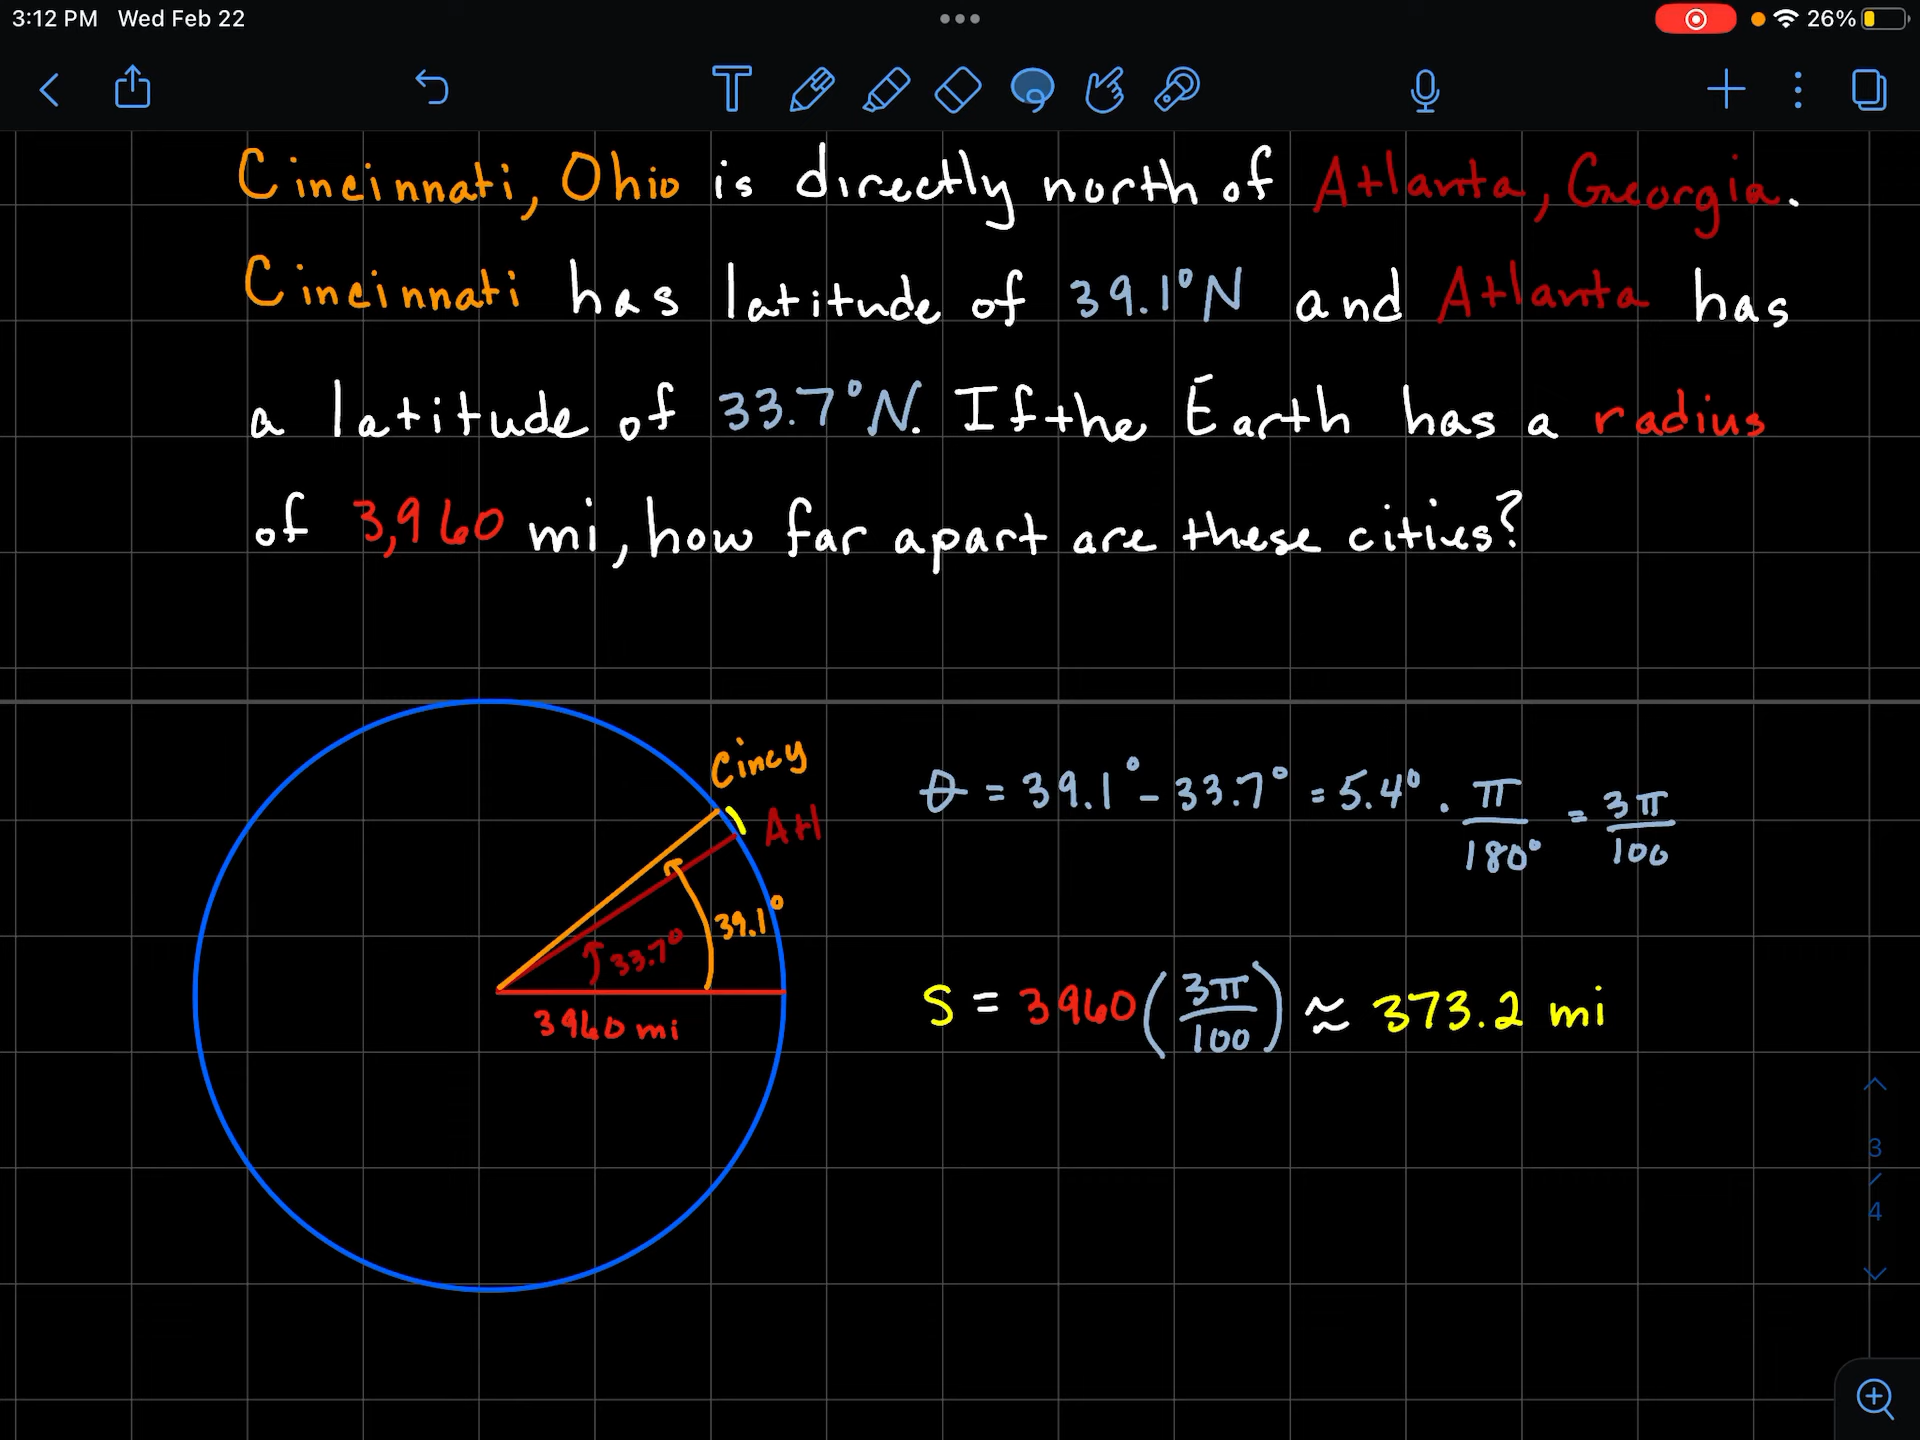 3:12 PM Wed Feb 22
26%
Cincinnati, Ohio is directly north of Atlanta, Georgia.
Cincinnati has latitude of 39.1°N and Atlanta has
a latitude of 33.7°N. If the Earth has a radius
of 3,960 mi, how far apart are these cities?
Cincy
Atl
39.1°
33.7°
3960 mi
θ = 39.1° - 33.7° = 5.4° · π/180° = 3π/100
S = 3960 (3π/100) ≈ 373.2 mi
3
/
4